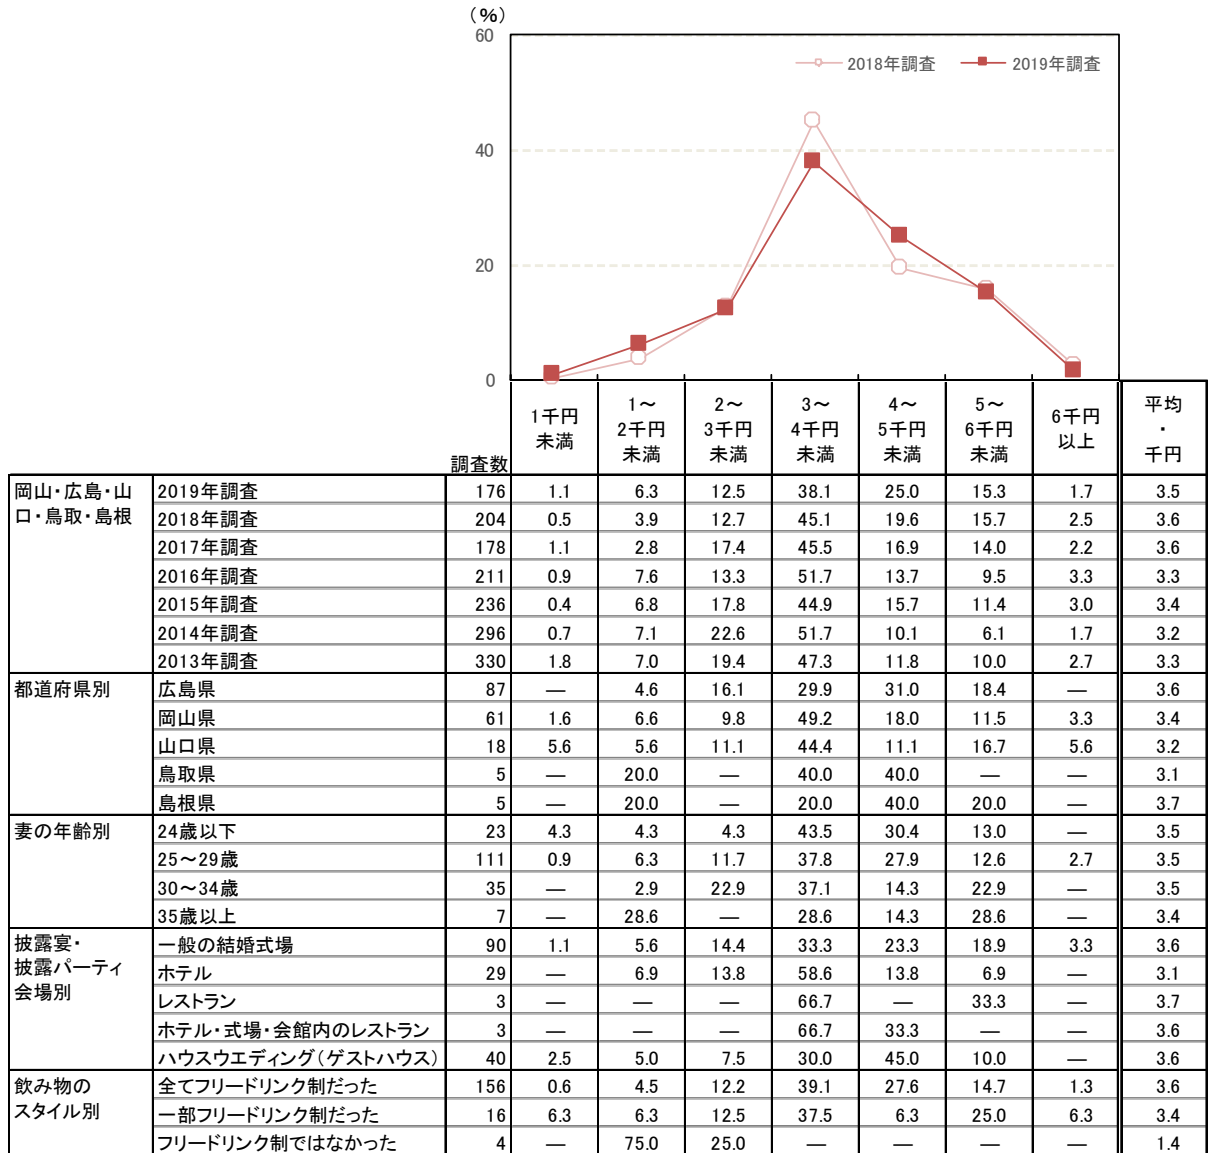 （%）
60
2018年調査 2019年調査
40
20
0
調査数 1千円未満 1～2千円未満 2～3千円未満 3～4千円未満 4～5千円未満 5～6千円未満 6千円以上 平均・千円
岡山・広島・山口・鳥取・島根 2019年調査 176 1.1 6.3 12.5 38.1 25.0 15.3 1.7 3.5
2018年調査 204 0.5 3.9 12.7 45.1 19.6 15.7 2.5 3.6
2017年調査 178 1.1 2.8 17.4 45.5 16.9 14.0 2.2 3.6
2016年調査 211 0.9 7.6 13.3 51.7 13.7 9.5 3.3 3.3
2015年調査 236 0.4 6.8 17.8 44.9 15.7 11.4 3.0 3.4
2014年調査 296 0.7 7.1 22.6 51.7 10.1 6.1 1.7 3.2
2013年調査 330 1.8 7.0 19.4 47.3 11.8 10.0 2.7 3.3
都道府県別 広島県 87 ― 4.6 16.1 29.9 31.0 18.4 ― 3.6
岡山県 61 1.6 6.6 9.8 49.2 18.0 11.5 3.3 3.4
山口県 18 5.6 5.6 11.1 44.4 11.1 16.7 5.6 3.2
鳥取県 5 ― 20.0 ― 40.0 40.0 ― ― 3.1
島根県 5 ― 20.0 ― 20.0 40.0 20.0 ― 3.7
妻の年齢別 24歳以下 23 4.3 4.3 4.3 43.5 30.4 13.0 ― 3.5
25～29歳 111 0.9 6.3 11.7 37.8 27.9 12.6 2.7 3.5
30～34歳 35 ― 2.9 22.9 37.1 14.3 22.9 ― 3.5
35歳以上 7 ― 28.6 ― 28.6 14.3 28.6 ― 3.4
披露宴・披露パーティ会場別 一般の結婚式場 90 1.1 5.6 14.4 33.3 23.3 18.9 3.3 3.6
ホテル 29 ― 6.9 13.8 58.6 13.8 6.9 ― 3.1
レストラン 3 ― ― ― 66.7 ― 33.3 ― 3.7
ホテル・式場・会館内のレストラン 3 ― ― ― 66.7 33.3 ― ― 3.6
ハウスウエディング（ゲストハウス） 40 2.5 5.0 7.5 30.0 45.0 10.0 ― 3.6
飲み物のスタイル別 全てフリードリンク制だった 156 0.6 4.5 12.2 39.1 27.6 14.7 1.3 3.6
一部フリードリンク制だった 16 6.3 6.3 12.5 37.5 6.3 25.0 6.3 3.4
フリードリンク制ではなかった 4 ― 75.0 25.0 ― ― ― ― 1.4